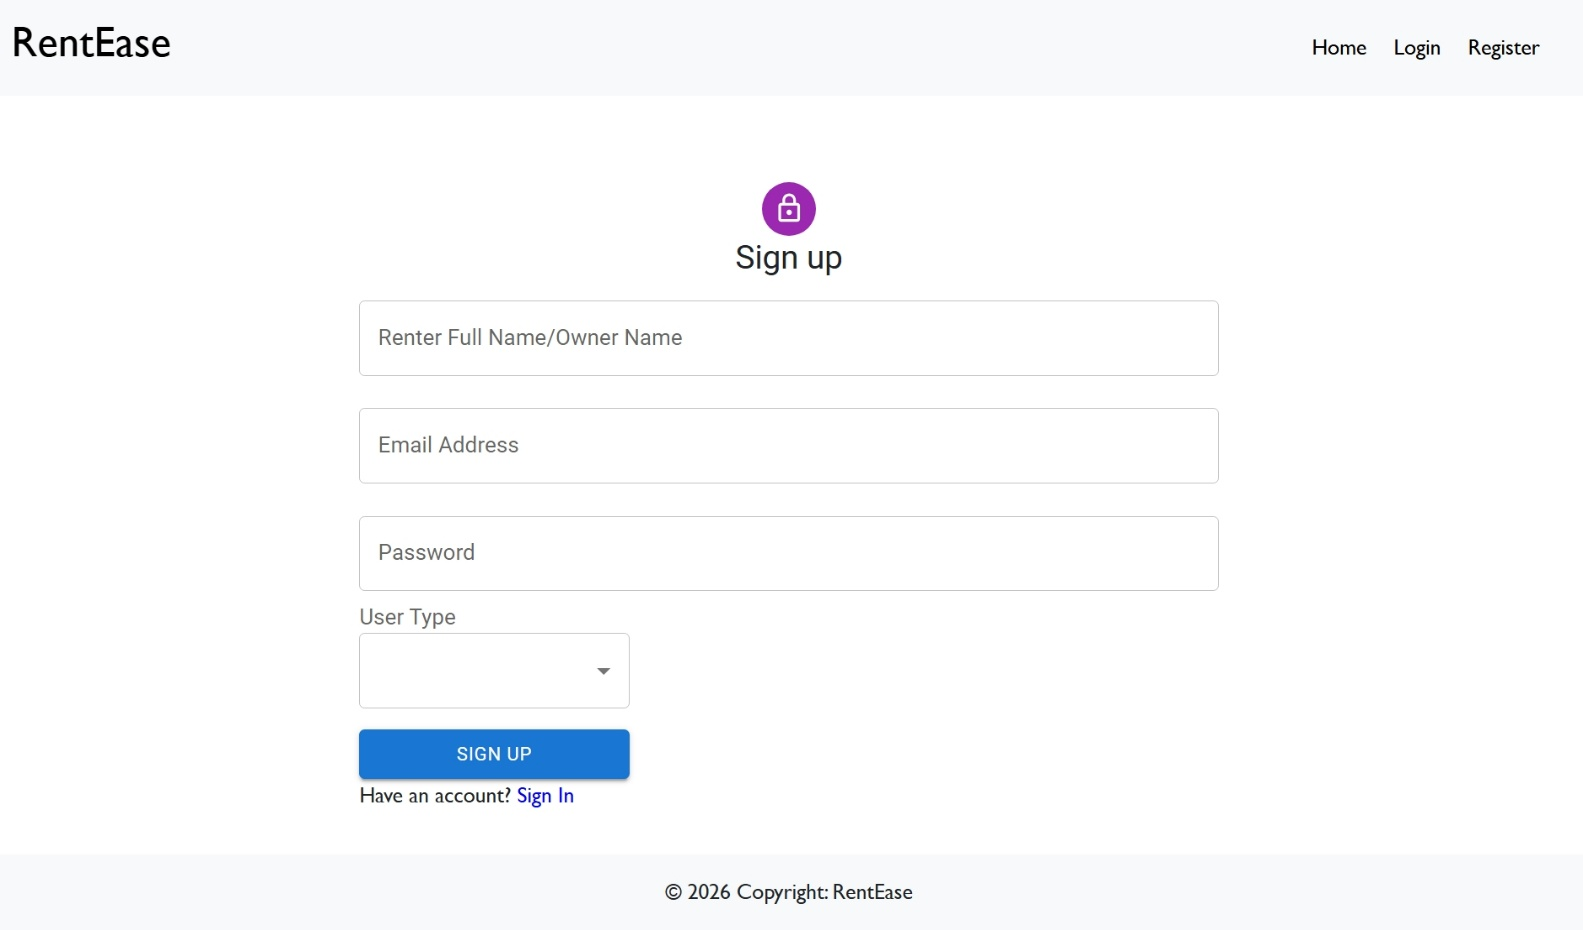 RentEase
Home Login Register
Sign up
Renter Full Name/Owner Name
Email Address
Password
User Type
SIGN UP
Have an account? Sign In
© 2026 Copyright: RentEase